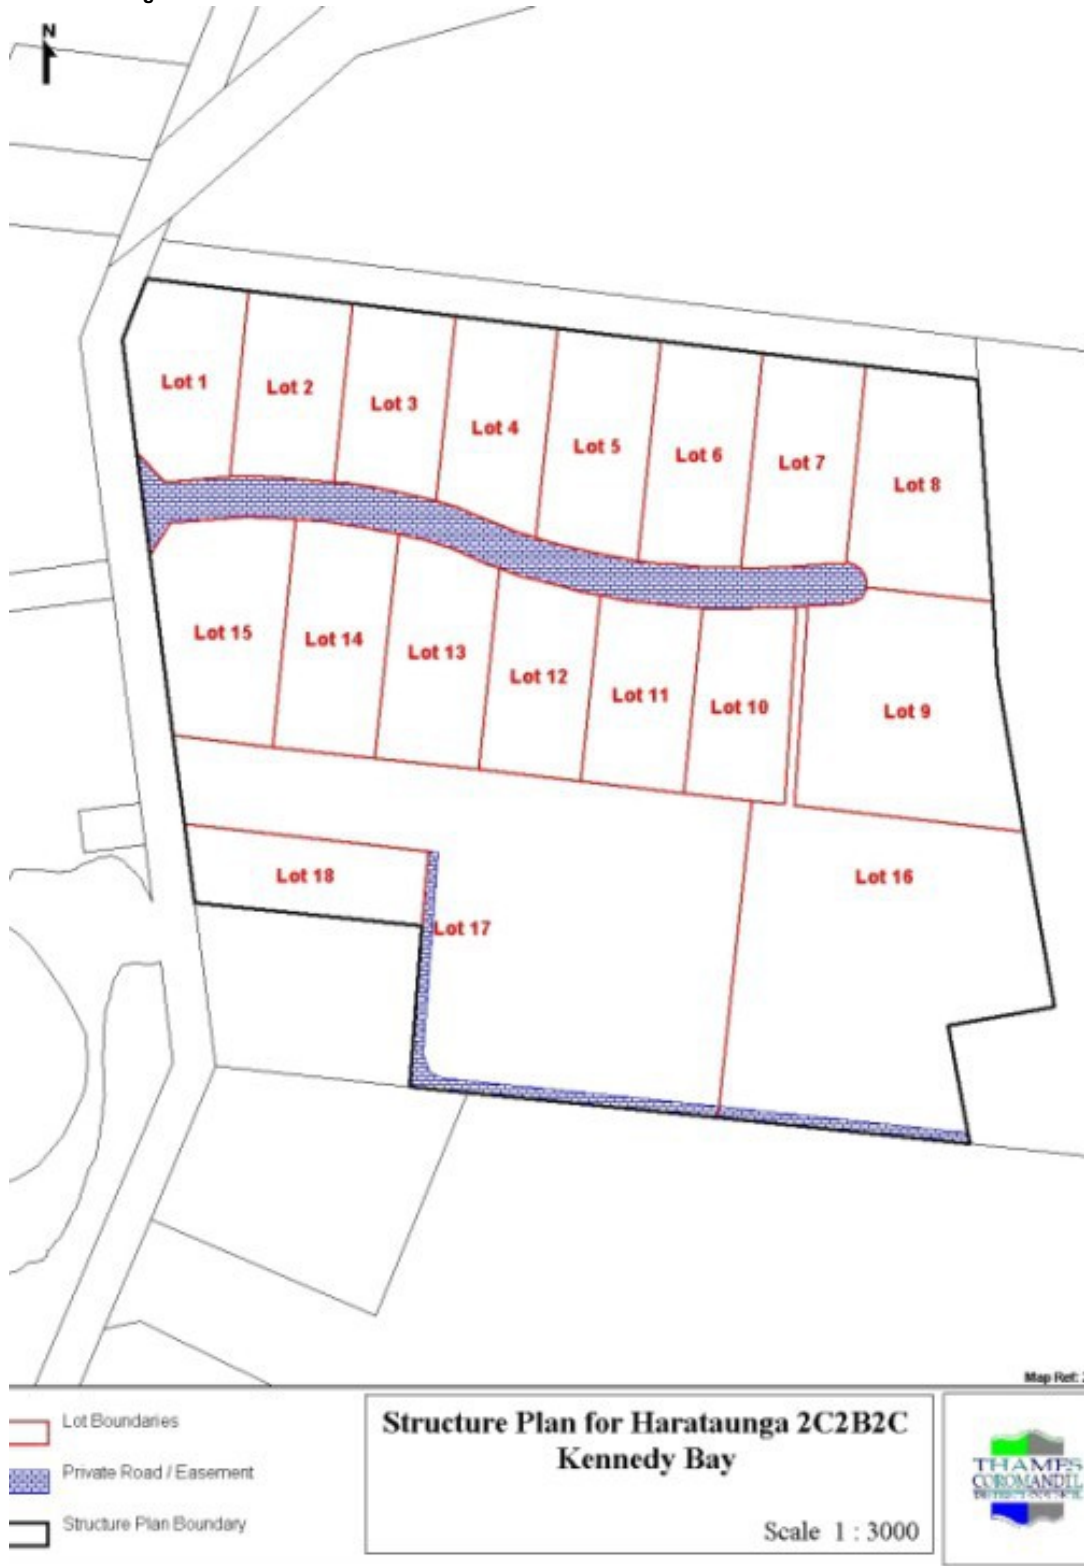 N
Lot 1
Lot 2
Lot 3
Lot 4
Lot 5
Lot 6
Lot 7
Lot 8
Lot 15
Lot 14
Lot 13
Lot 12
Lot 11
Lot 10
Lot 9
Lot 18
Lot 17
Lot 16
Map Ref:
Lot Boundaries
Private Road / Easement
Structure Plan Boundary
Structure Plan for Harataunga 2C2B2C
Kennedy Bay
Scale 1 : 3000
THAMES
COROMANDEL
DISTRICT COUNCIL